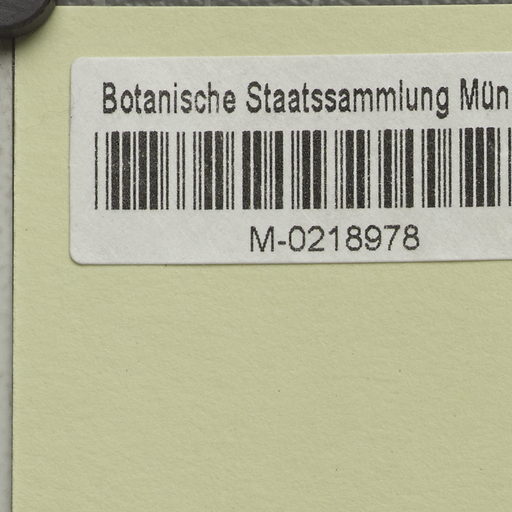 Botanische Staatssammlung Mün
M-0218978